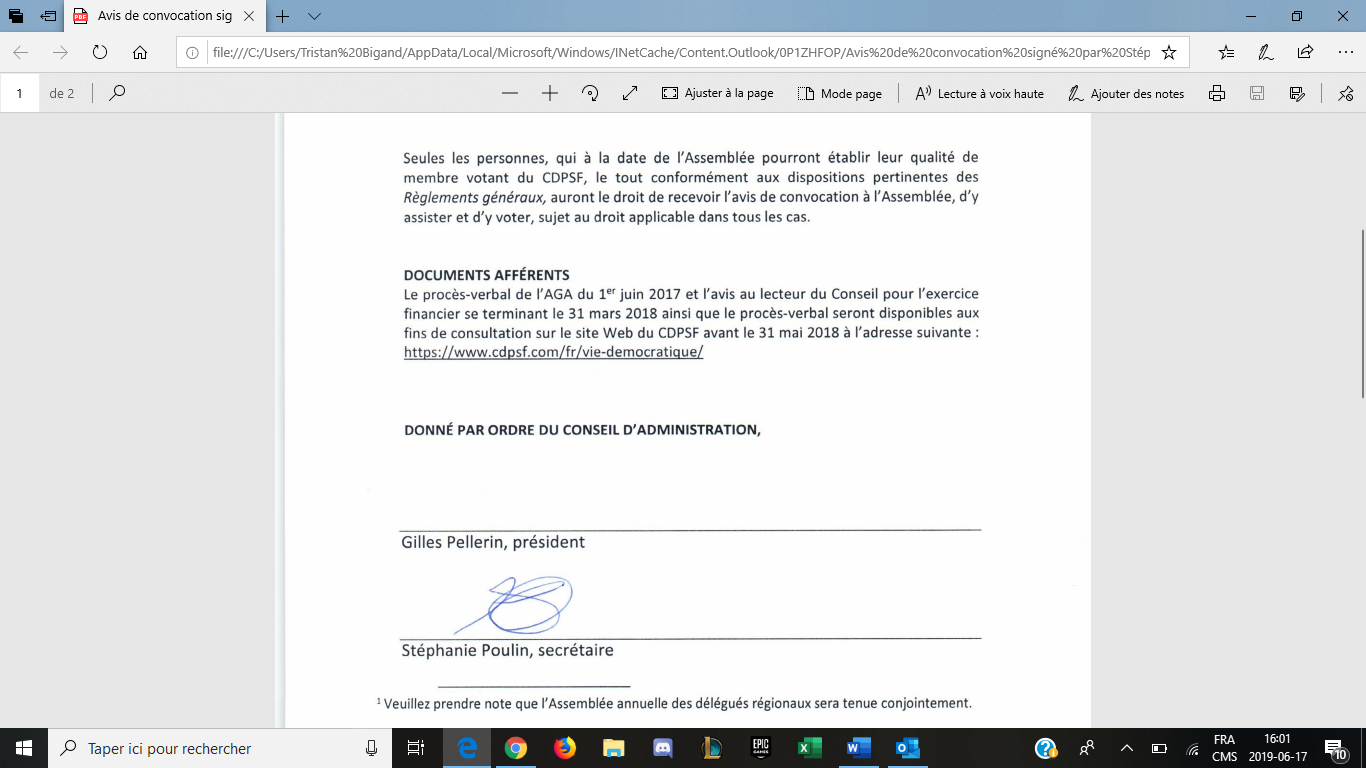 Avis de convocation sig
file:///C:/Users/Tristan%20Bigand/AppData/Local/Microsoft/Windows/INetCache/Content.Outlook/0P1ZHFOP/Avis%20de%20convocation%20signé%20par%20Stép
1 de 2
Ajuster à la page
Mode page
Lecture à voix haute
Ajouter des notes
Seules les personnes, qui à la date de l'Assemblée pourront établir leur qualité de
membre votant du CDPSF, le tout conformément aux dispositions pertinentes des
Règlements généraux, auront le droit de recevoir l'avis de convocation à l'Assemblée, d'y
assister et d'y voter, sujet au droit applicable dans tous les cas.
DOCUMENTS AFFÉRENTS
Le procès-verbal de l'AGA du 1er juin 2017 et l'avis au lecteur du Conseil pour l'exercice
financier se terminant le 31 mars 2018 ainsi que le procès-verbal seront disponibles aux
fins de consultation sur le site Web du CDPSF avant le 31 mai 2018 à l'adresse suivante :
https://www.cdpsf.com/fr/vie-democratique/
DONNÉ PAR ORDRE DU CONSEIL D'ADMINISTRATION,
Gilles Pellerin, président
Stéphanie Poulin, secrétaire
1 Veuillez prendre note que l'Assemblée annuelle des délégués régionaux sera tenue conjointement.
Taper ici pour rechercher
EPIC GAMES
FRA
CMS
16:01
2019-06-17
10